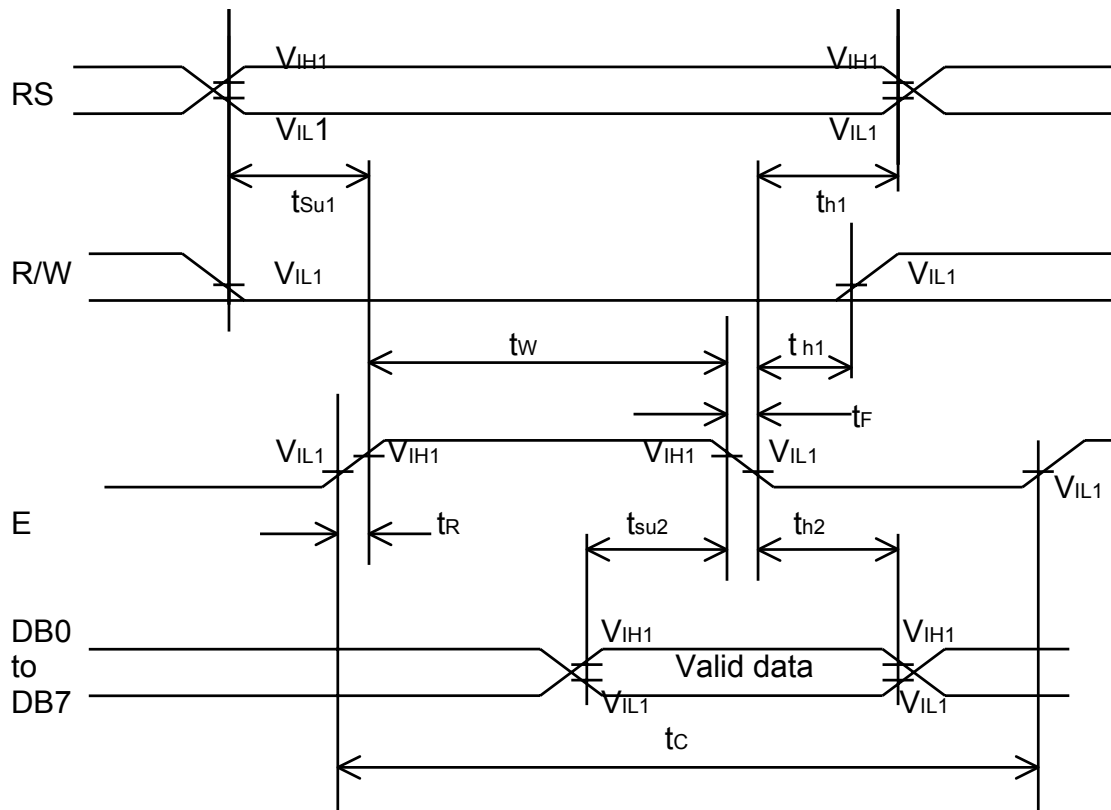 VIH1 VIH1
RS
VIL1 VIL1
tSu1 th1
R/W VIL1 VIL1
tW th1
tF
VIL1 VIH1 VIH1 VIL1
VIL1
E tR tsu2 th2
DB0 VIH1 VIH1
to Valid data
DB7 VIL1 VIL1
tC